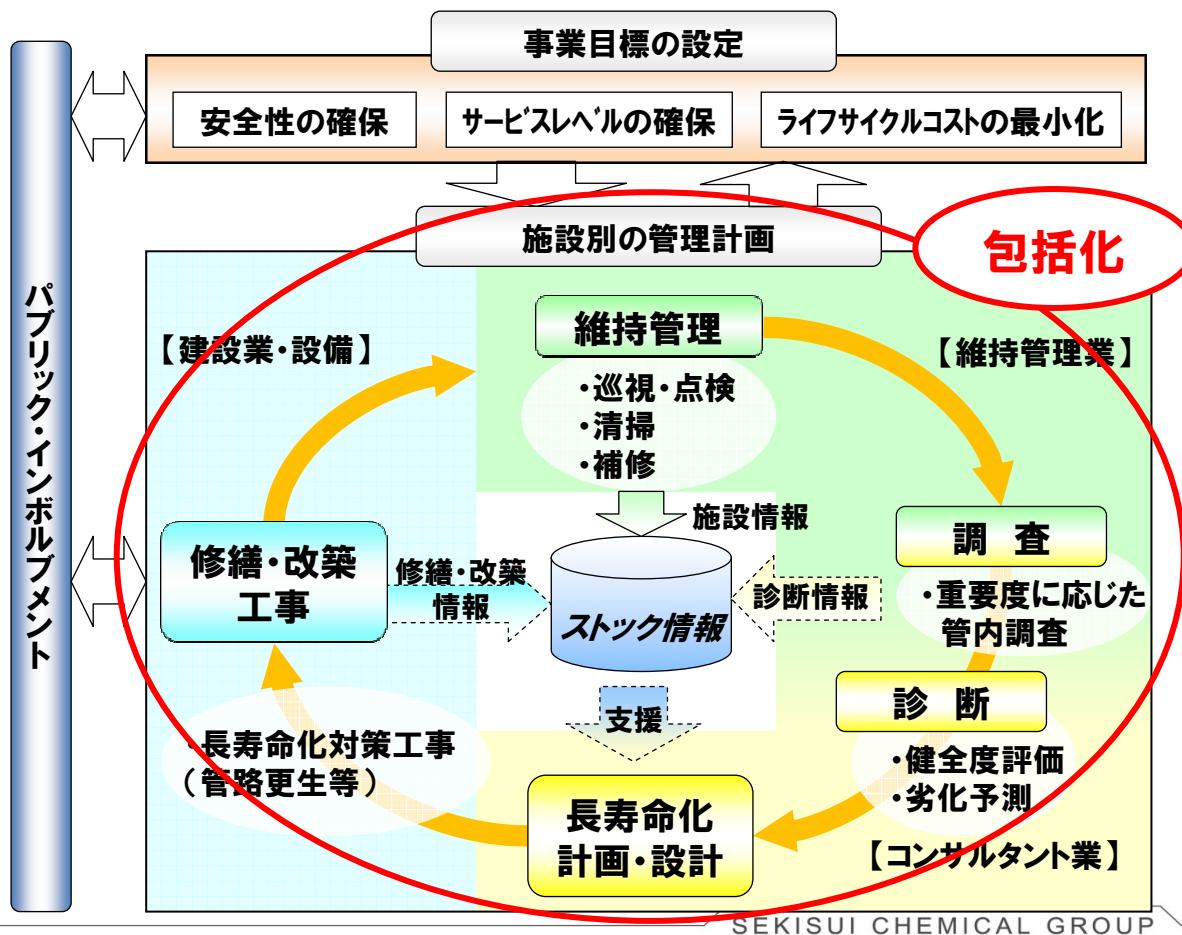 事業目標の設定
安全性の確保
サービスレベルの確保
ライフサイクルコストの最小化
施設別の管理計画
包括化
パブリック・インボルブメント
【建設業・設備】
維持管理
【維持管理業】
・巡視・点検
・清掃
・補修
施設情報
調 査
・重要度に応じた
管内調査
修繕・改築
工事
修繕・改築
情報
ストック情報
診断情報
診 断
・健全度評価
・劣化予測
支援
・長寿命化対策工事
(管路更生等)
長寿命化
計画・設計
【コンサルタント業】
SEKISUI CHEMICAL GROUP